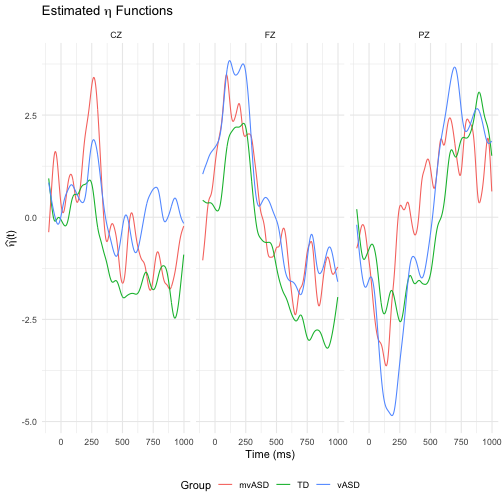 Estimated η Functions
CZ FZ PZ
2.5
0.0
-2.5
-5.0
η̂(t)
0 250 500 750 1000 0 250 500 750 1000 0 250 500 750 1000
Time (ms)
Group mvASD TD vASD